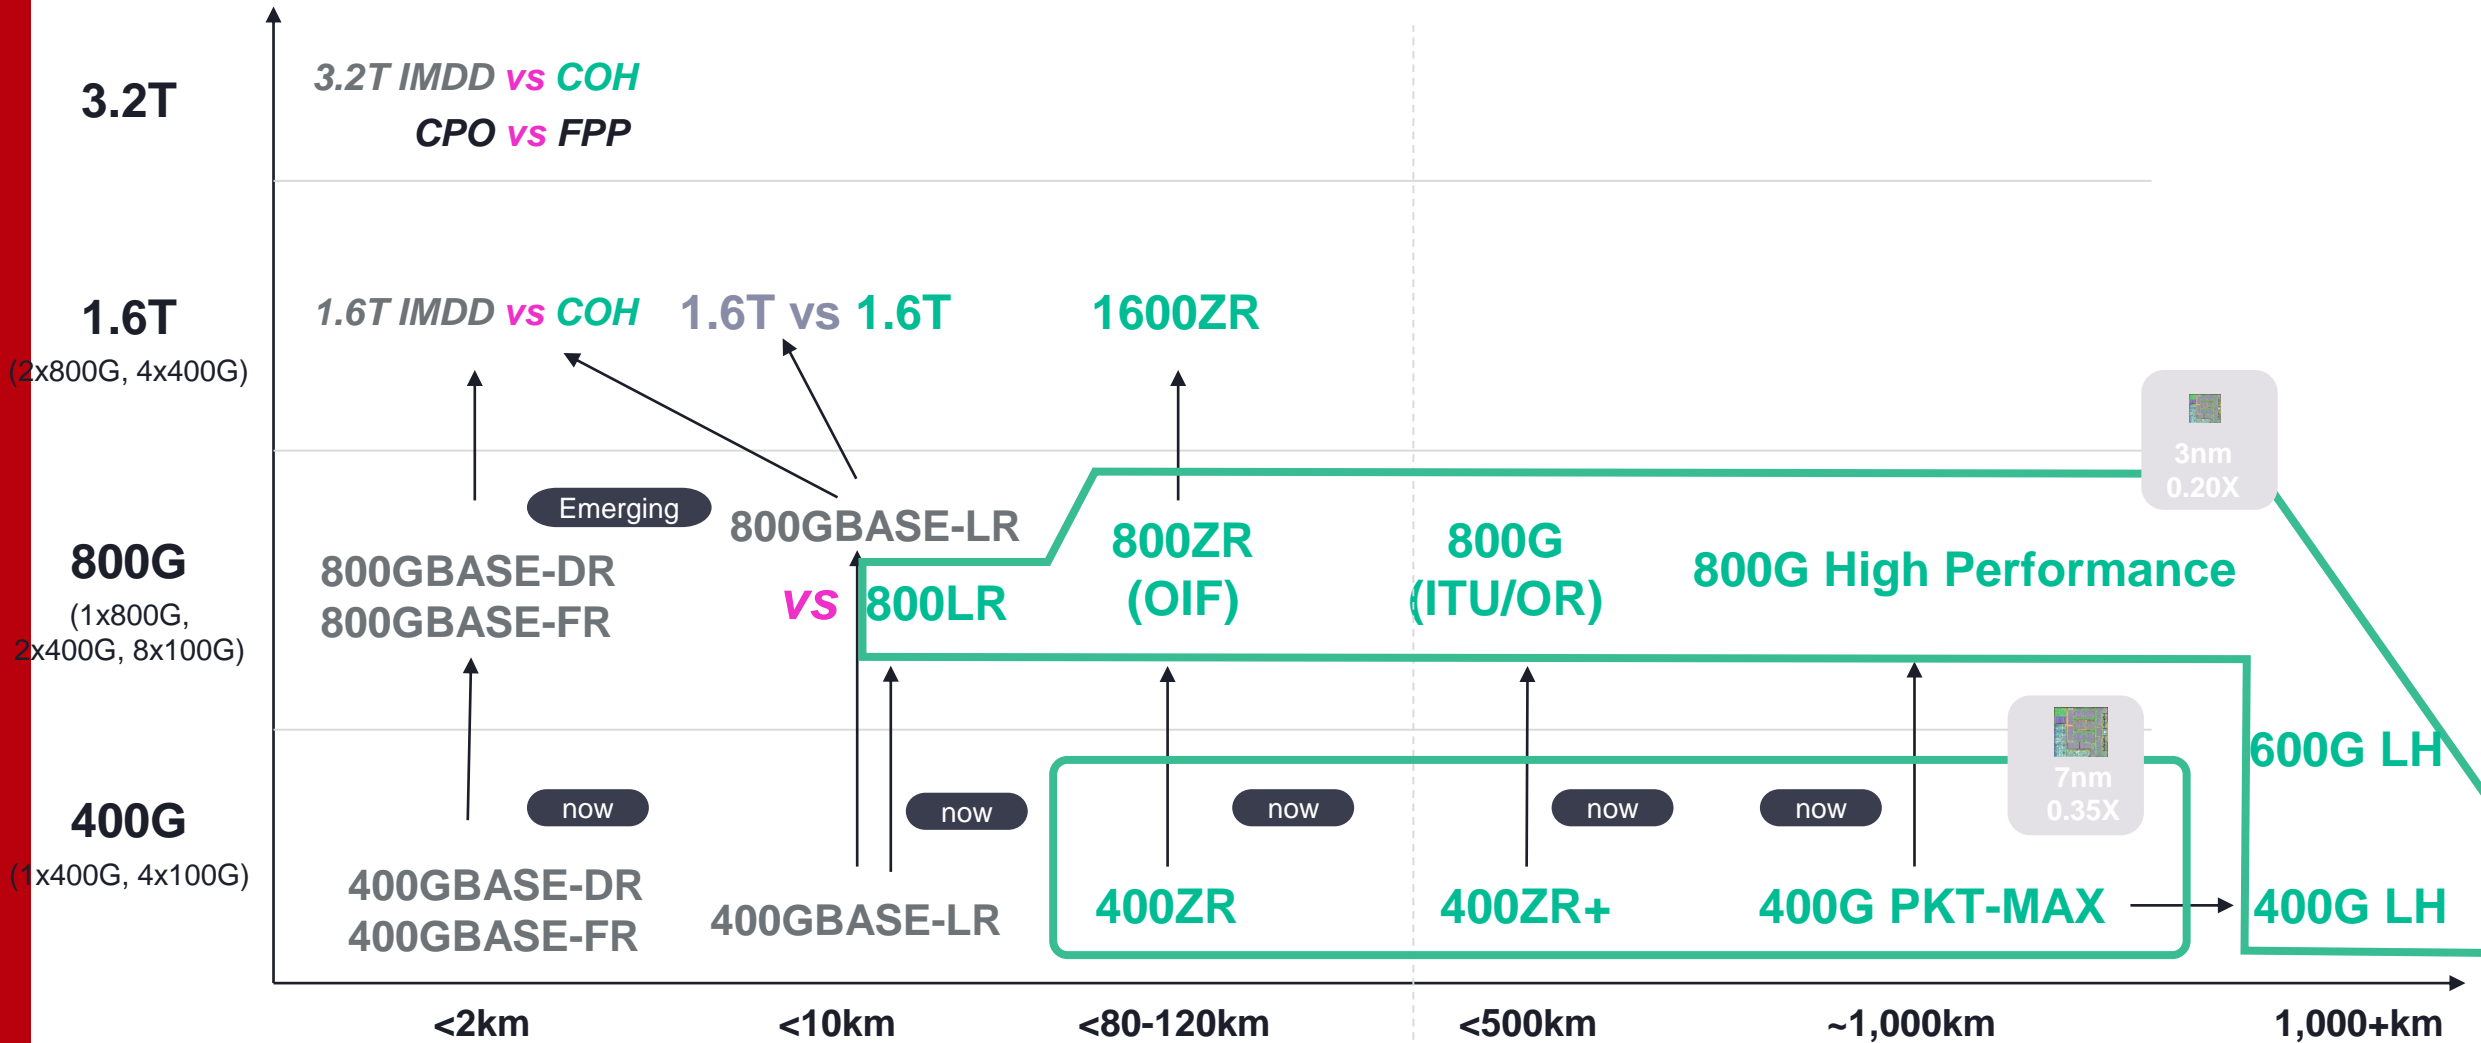 3.2T
3.2T IMDD vs COH
CPO vs FPP
1.6T
(2x800G, 4x400G)
1.6T IMDD vs COH
1.6T vs 1.6T
1600ZR
3nm
0.20X
Emerging
800G
(1x800G,
2x400G, 8x100G)
800GBASE-DR
800GBASE-FR
800GBASE-LR
vs 800LR
800ZR
(OIF)
800G
(ITU/OR)
800G High Performance
600G LH
7nm
0.35X
now
now
now
now
now
400G
(1x400G, 4x100G)
400GBASE-DR
400GBASE-FR
400GBASE-LR
400ZR
400ZR+
400G PKT-MAX
400G LH
<2km
<10km
<80-120km
<500km
~1,000km
1,000+km